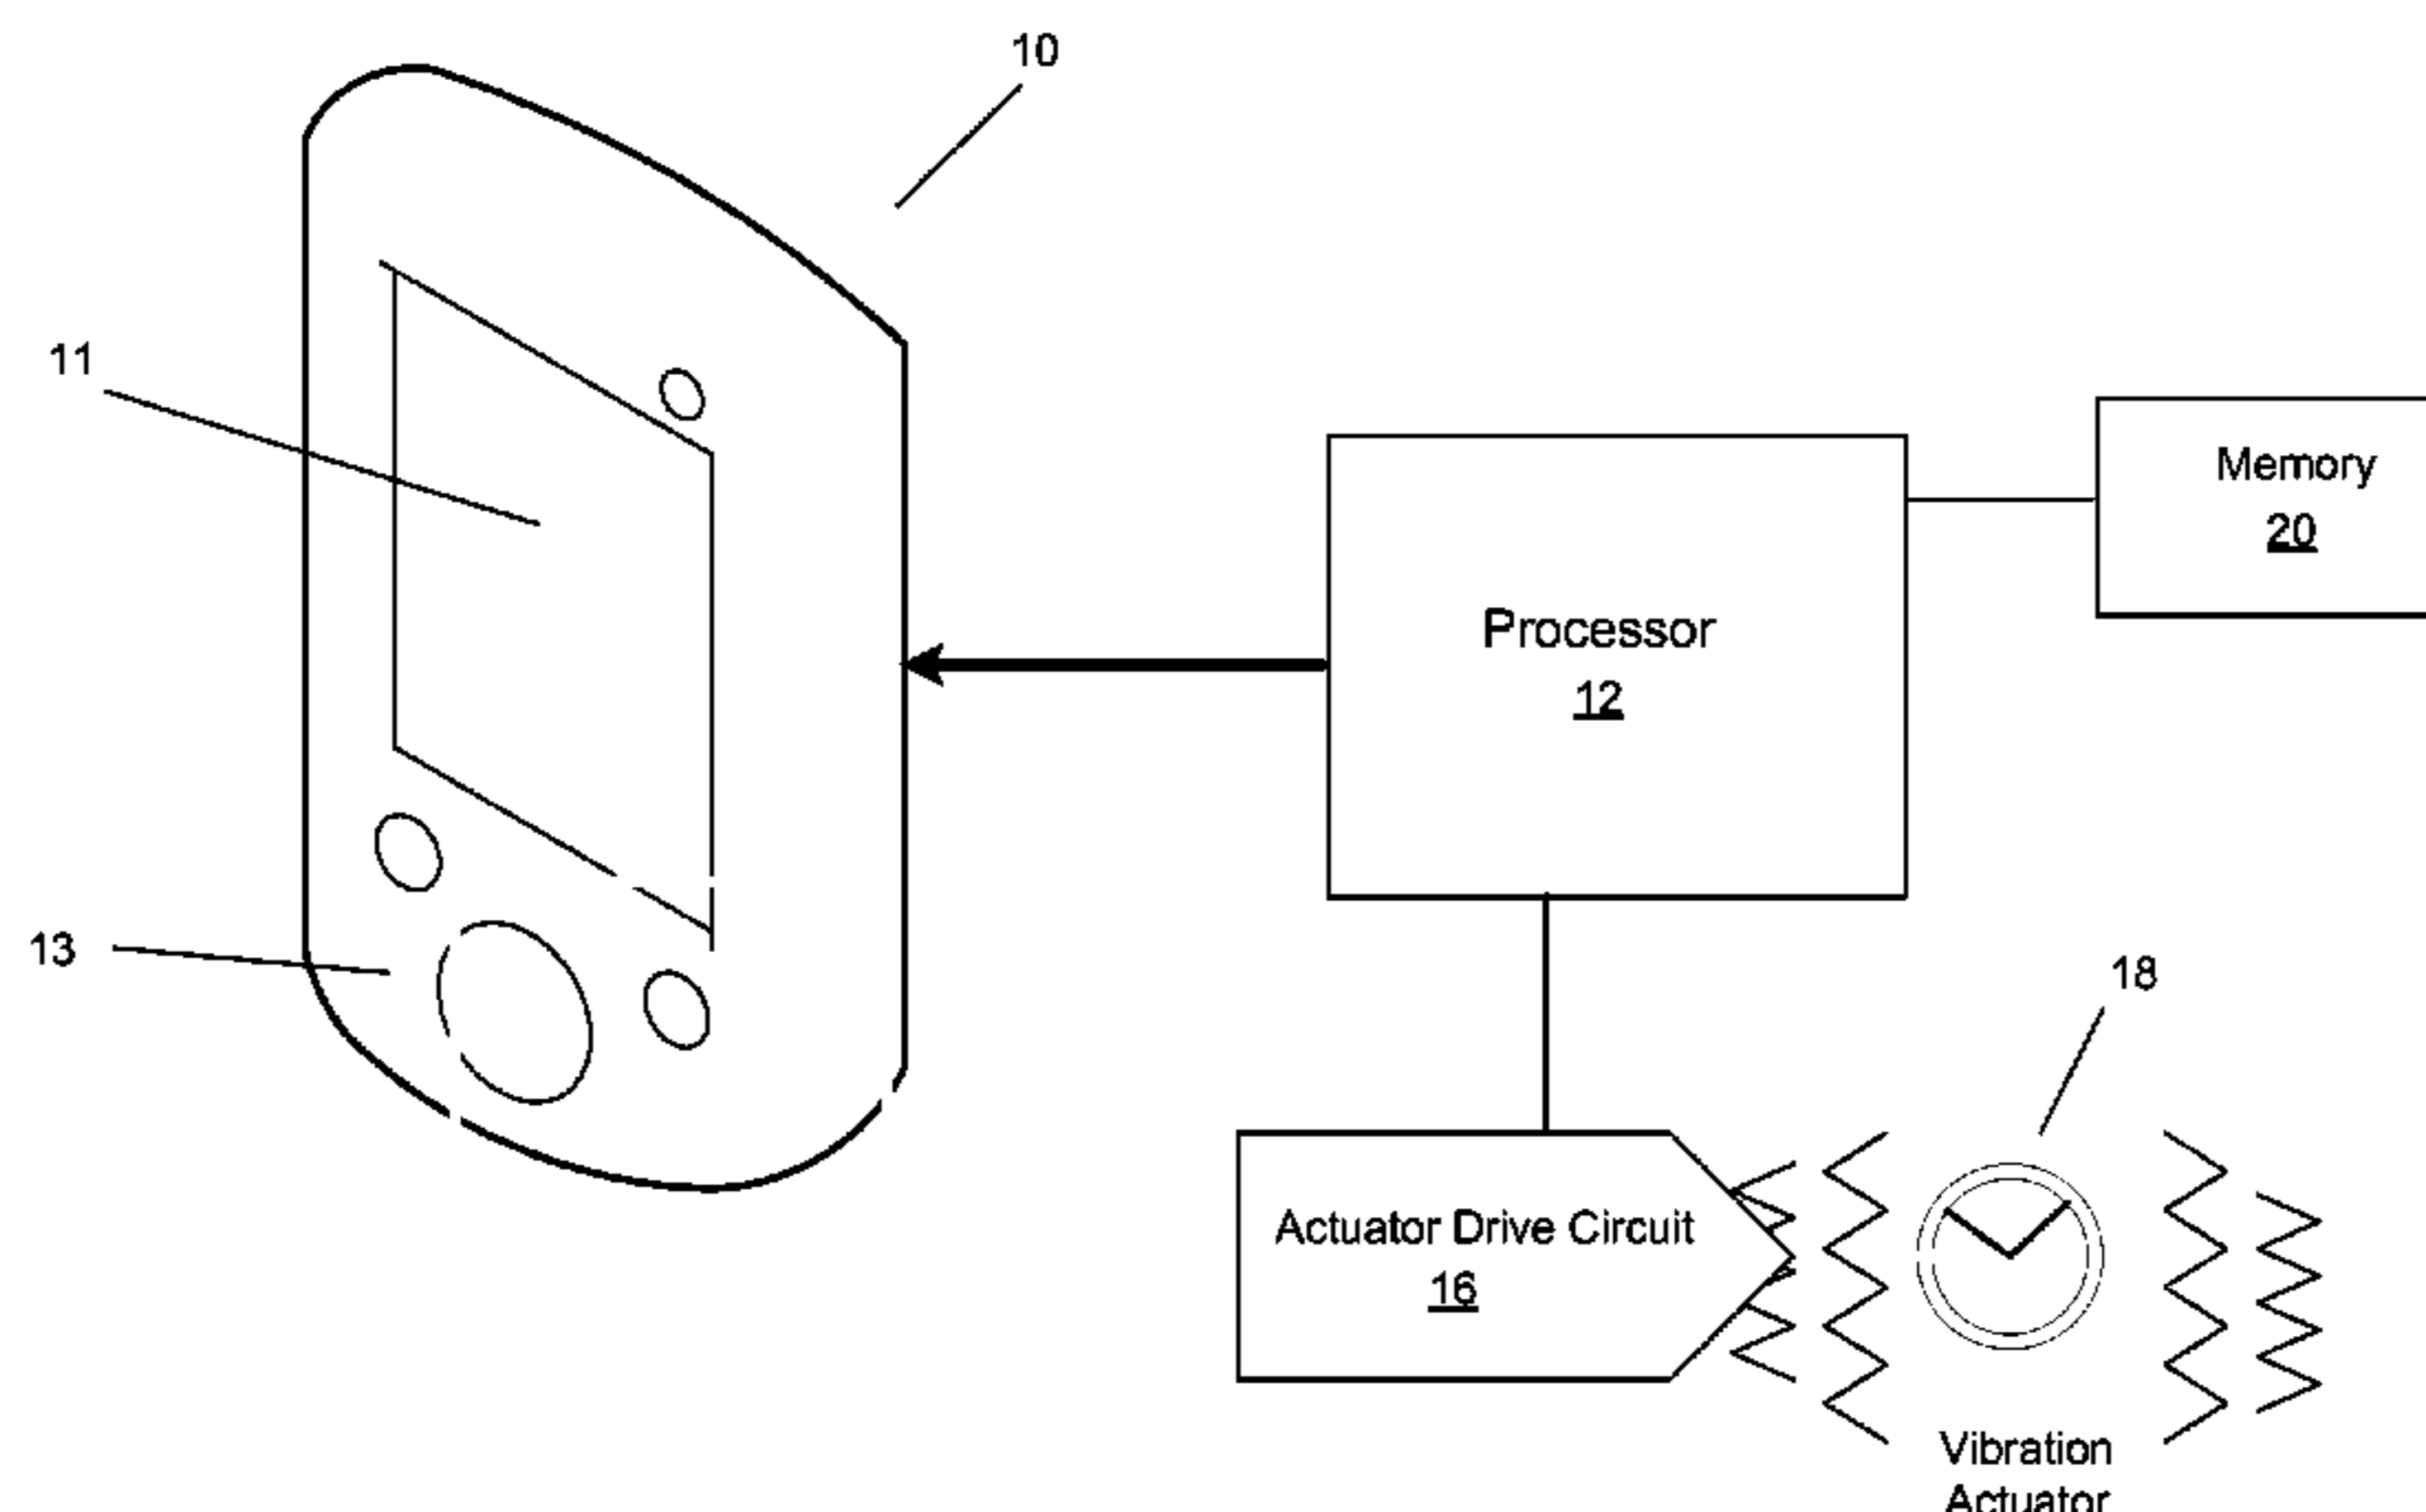 10
11
Memory
20
Processor
12
13
18
Actuator Drive Circuit
16
Vibration
Actuator